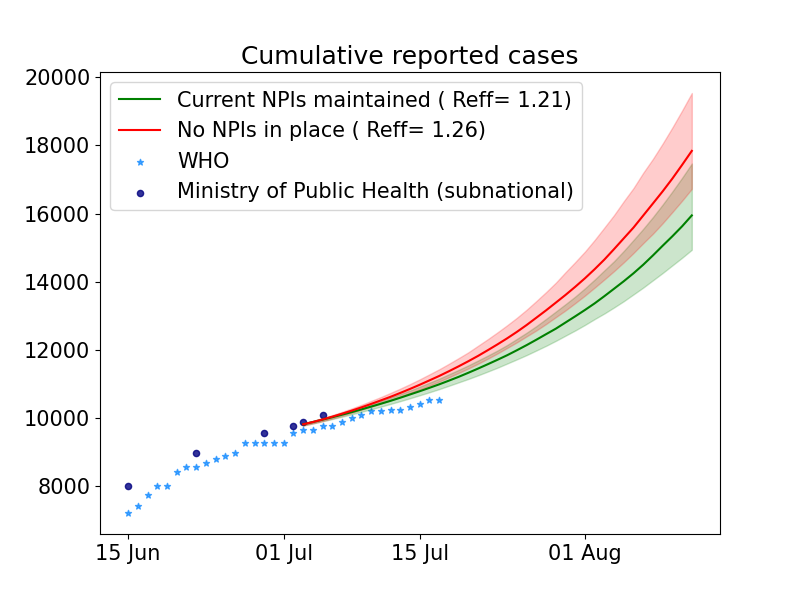 Cumulative reported cases
20000
18000
16000
14000
12000
10000
8000
Current NPIs maintained ( Reff= 1.21)
No NPIs in place ( Reff= 1.26)
WHO
Ministry of Public Health (subnational)
15 Jun
01 Jul
15 Jul
01 Aug